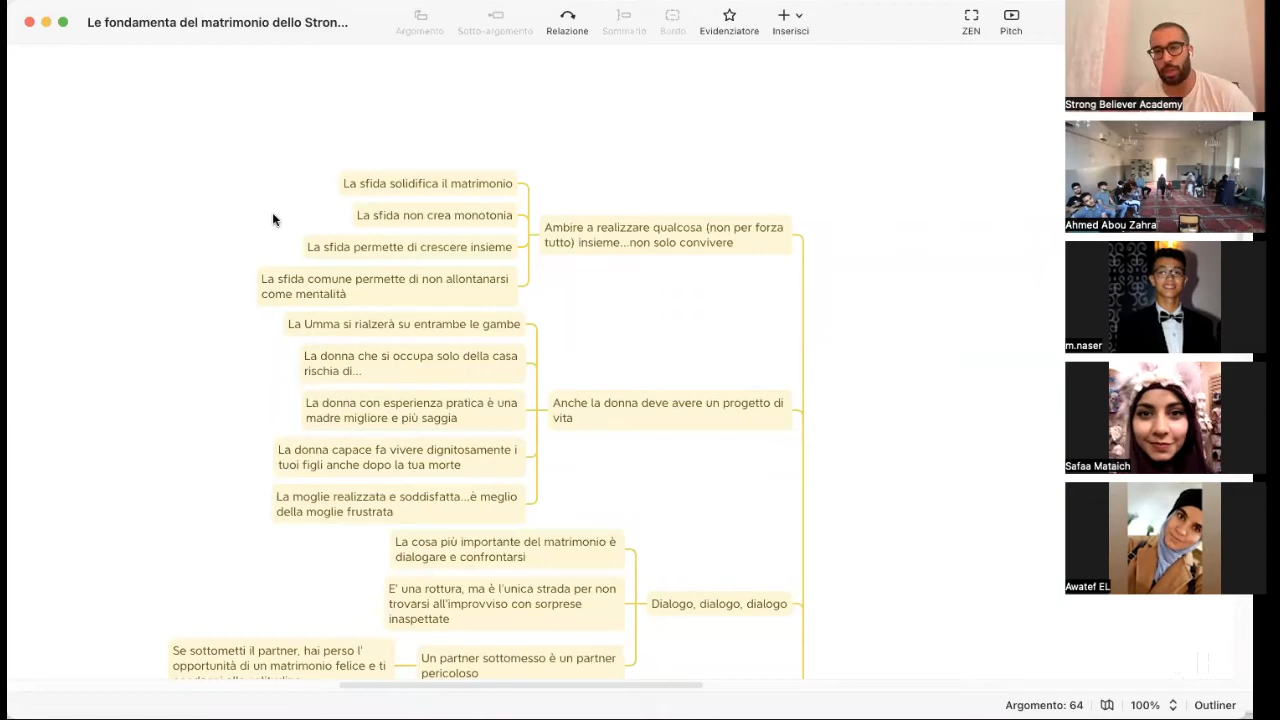 Le fondamenta del matrimonio dello Stron...
Argomento
Sotto-argomento
Relazione
Sommario
Bordo
Evidenziatore
Inserisci
ZEN
Pitch
La sfida solidifica il matrimonio
La sfida non crea monotonia
La sfida permette di crescere insieme
La sfida comune permette di non allontanarsi
come mentalità
Ambire a realizzare qualcosa (non per forza
tutto) insieme...non solo convivere
La Umma si rialzerà su entrambe le gambe
La donna che si occupa solo della casa
rischia di...
La donna con esperienza pratica è una
madre migliore e più saggia
La donna capace fa vivere dignitosamente i
tuoi figli anche dopo la tua morte
La moglie realizzata e soddisfatta...è meglio
della moglie frustrata
Anche la donna deve avere un progetto di
vita
La cosa più importante del matrimonio è
dialogare e confrontarsi
E' una rottura, ma è l'unica strada per non
trovarsi all'improvviso con sorprese
inaspettate
Dialogo, dialogo, dialogo
Se sottometti il partner, hai perso l'
opportunità di un matrimonio felice e ti
Un partner sottomesso è un partner
pericoloso
Argomento: 64
100%
Outliner
Strong Believer Academy
Ahmed Abou Zahra
m.naser
Safaa Mataich
Awatef EL